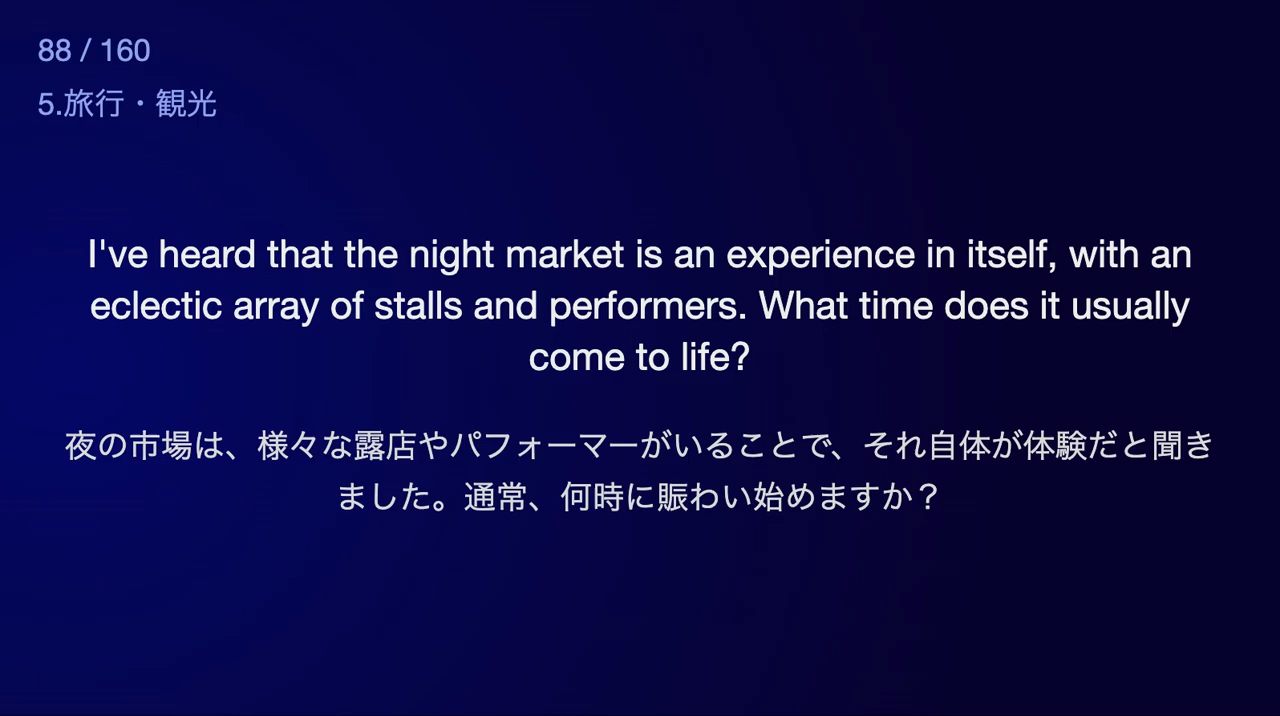 88 / 160
5.旅行・観光
I've heard that the night market is an experience in itself, with an
eclectic array of stalls and performers. What time does it usually
come to life?
夜の市場は、様々な露店やパフォーマーがいることで、それ自体が体験だと聞き
ました。通常、何時に賑わい始めますか？